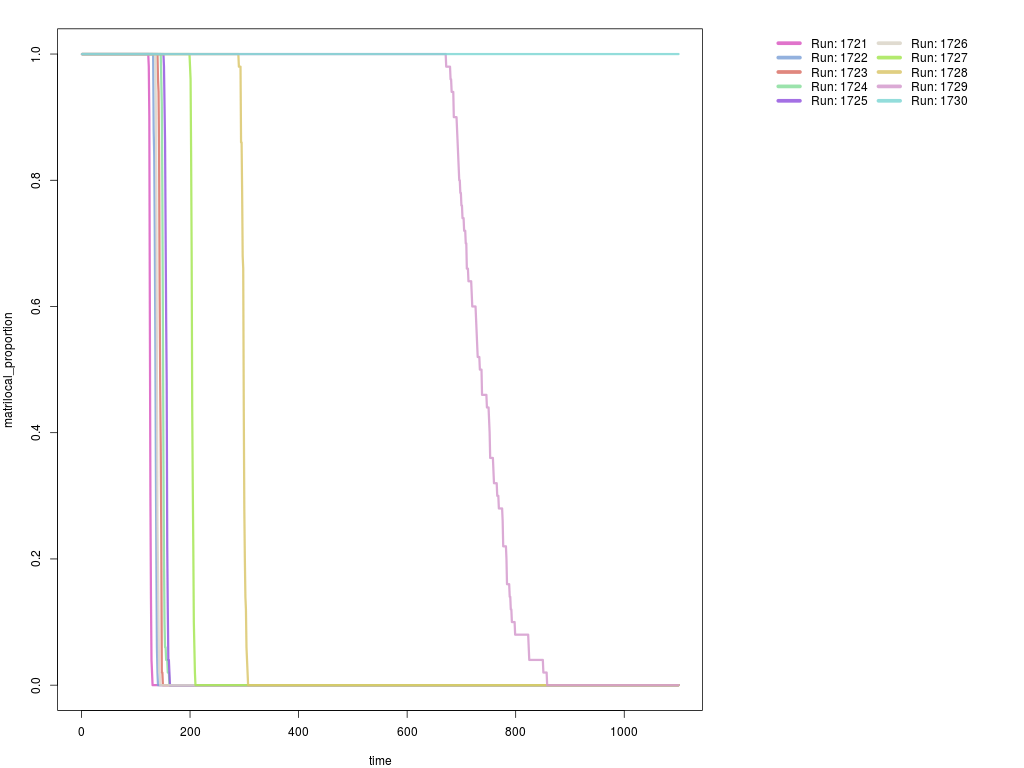 Run: 1721 Run: 1726
Run: 1722 Run: 1727
Run: 1723 Run: 1728
Run: 1724 Run: 1729
Run: 1725 Run: 1730
1.0
0.8
0.6
0.4
0.2
0.0
matrilocal_proportion
0 200 400 600 800 1000
time